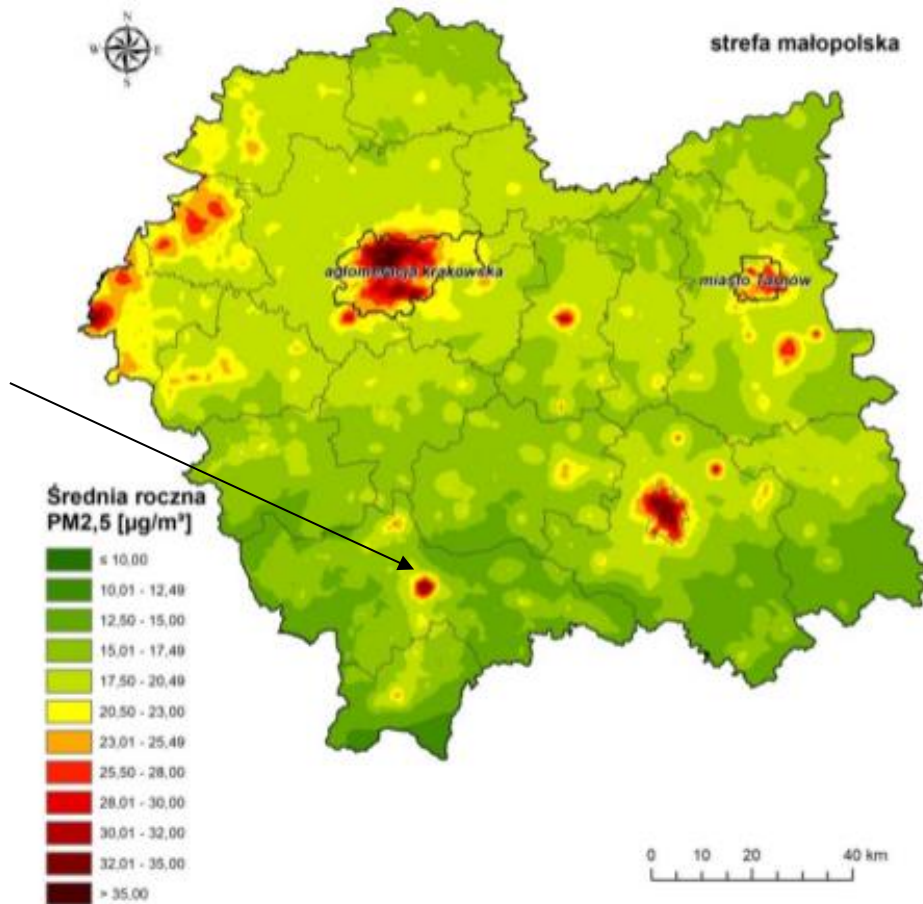 N
W E
S
strefa małopolska
aglomeracja krakowska
miasto Tarnów
Średnia roczna
PM2,5 [µg/m³]
≤ 10,00
10,01 - 12,49
12,50 - 15,00
15,01 - 17,49
17,50 - 20,49
20,50 - 23,00
23,01 - 25,49
25,50 - 28,00
28,01 - 30,00
30,01 - 32,00
32,01 - 35,00
> 35,00
0 10 20 40 km